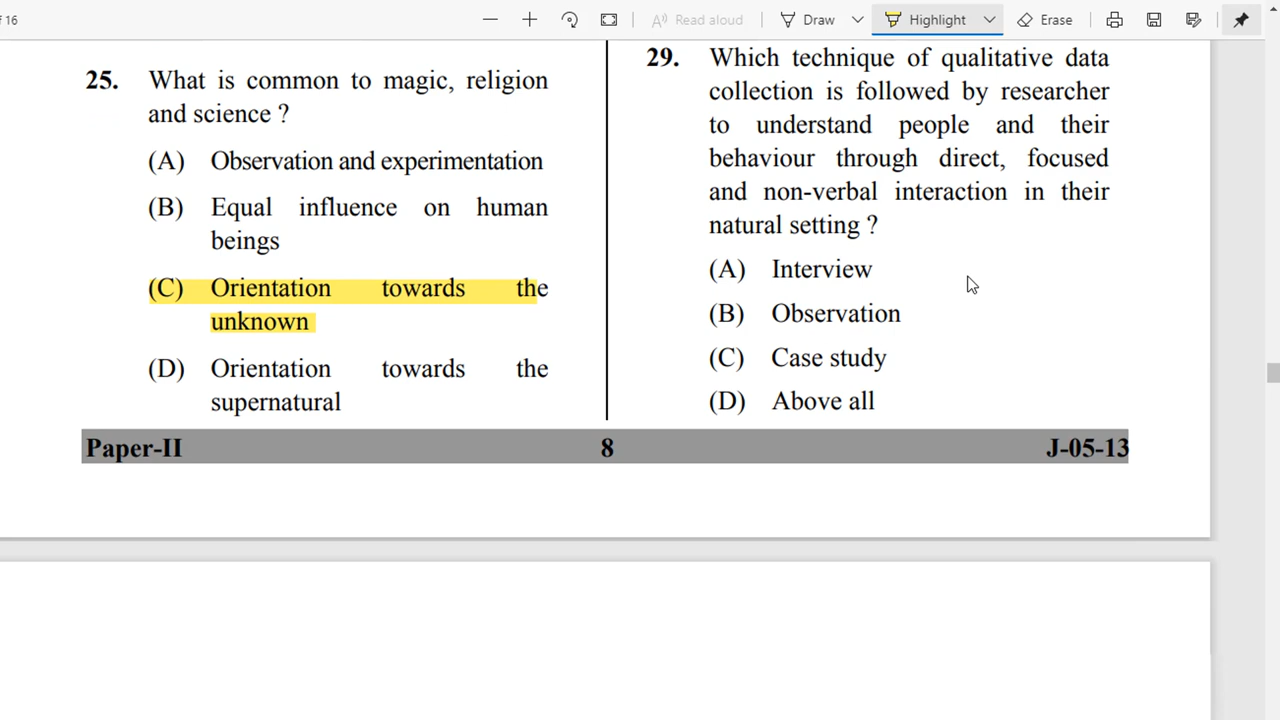 f 16
Read aloud
Draw
Highlight
Erase
25. What is common to magic, religion
and science ?
(A) Observation and experimentation
(B) Equal influence on human
beings
(C) Orientation towards the
unknown
(D) Orientation towards the
supernatural
29. Which technique of qualitative data
collection is followed by researcher
to understand people and their
behaviour through direct, focused
and non-verbal interaction in their
natural setting ?
(A) Interview
(B) Observation
(C) Case study
(D) Above all
Paper-II 8 J-05-13